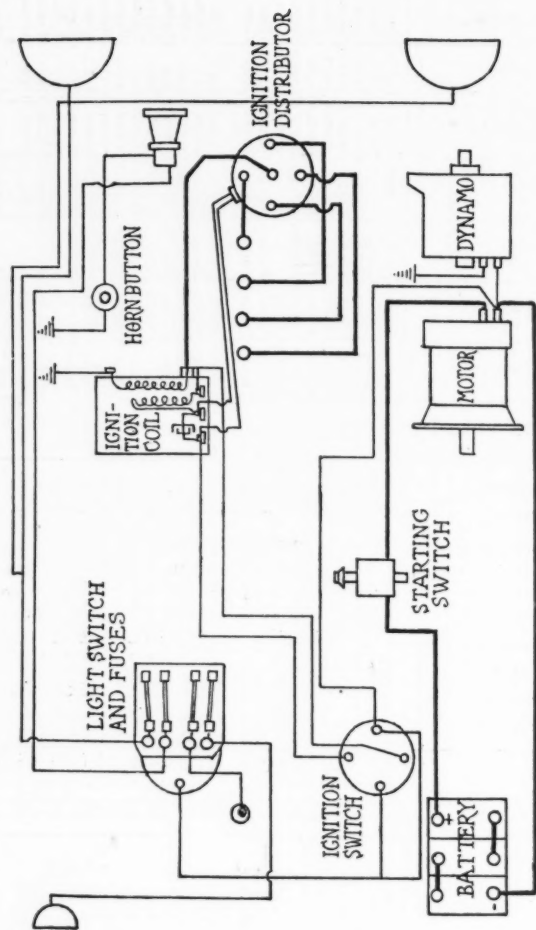 IGNITION
DISTRIBUTOR
DYNAMO
HORN BUTTON
MOTOR
IGNI-
TION
COIL
STARTING
SWITCH
LIGHT SWITCH
AND FUSES
IGNITION
SWITCH
+
BATTERY
-